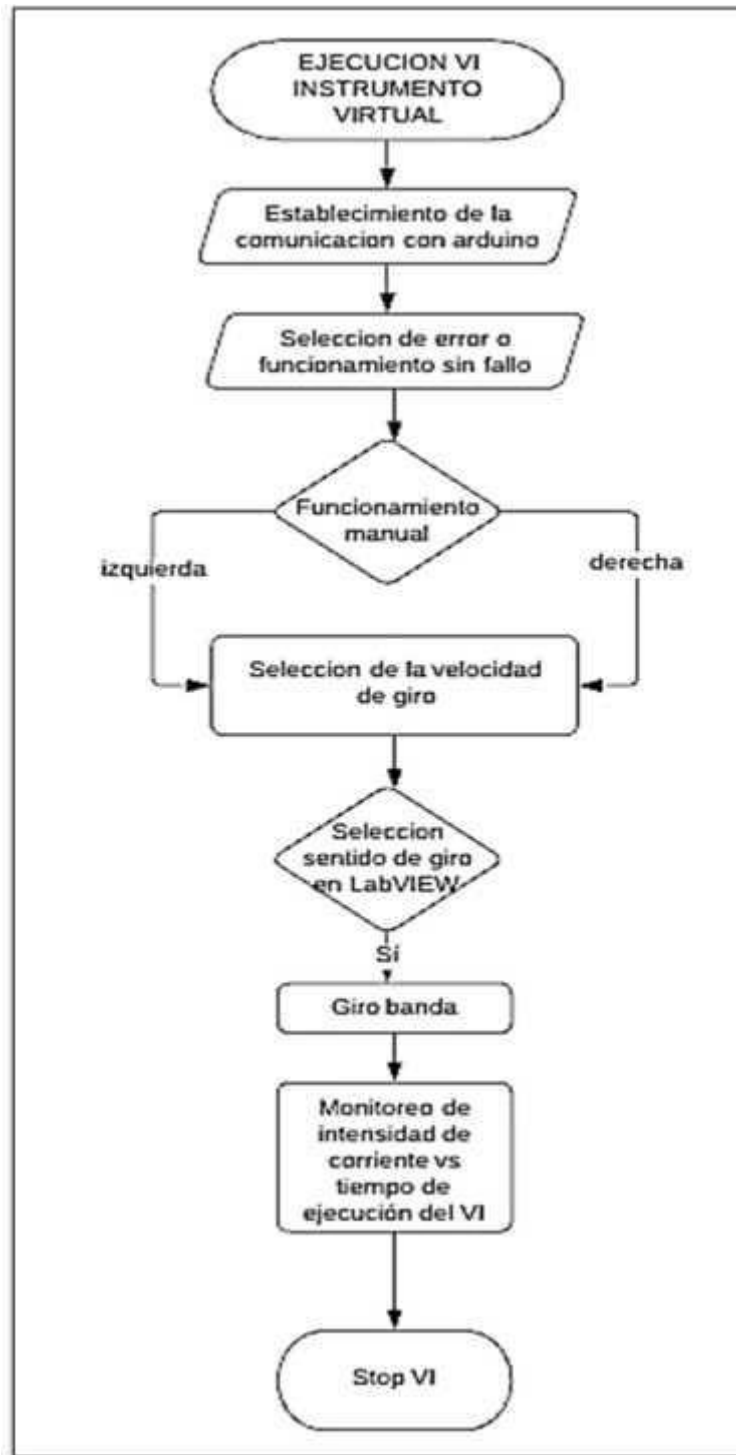 EJECUCION VI
INSTRUMENTO
VIRTUAL
Establecimiento de la
comunicacion con arduino
Seleccion de error o
funcionamiento sin fallo
Funcionamiento
manual
izquierda
derecha
Seleccion de la velocidad
de giro
Seleccion
sentido de giro
en LabVIEW
Sí
Giro banda
Monitoreo de
intensidad de
corriente vs
tiempo de
ejecución del VI
Stop VI